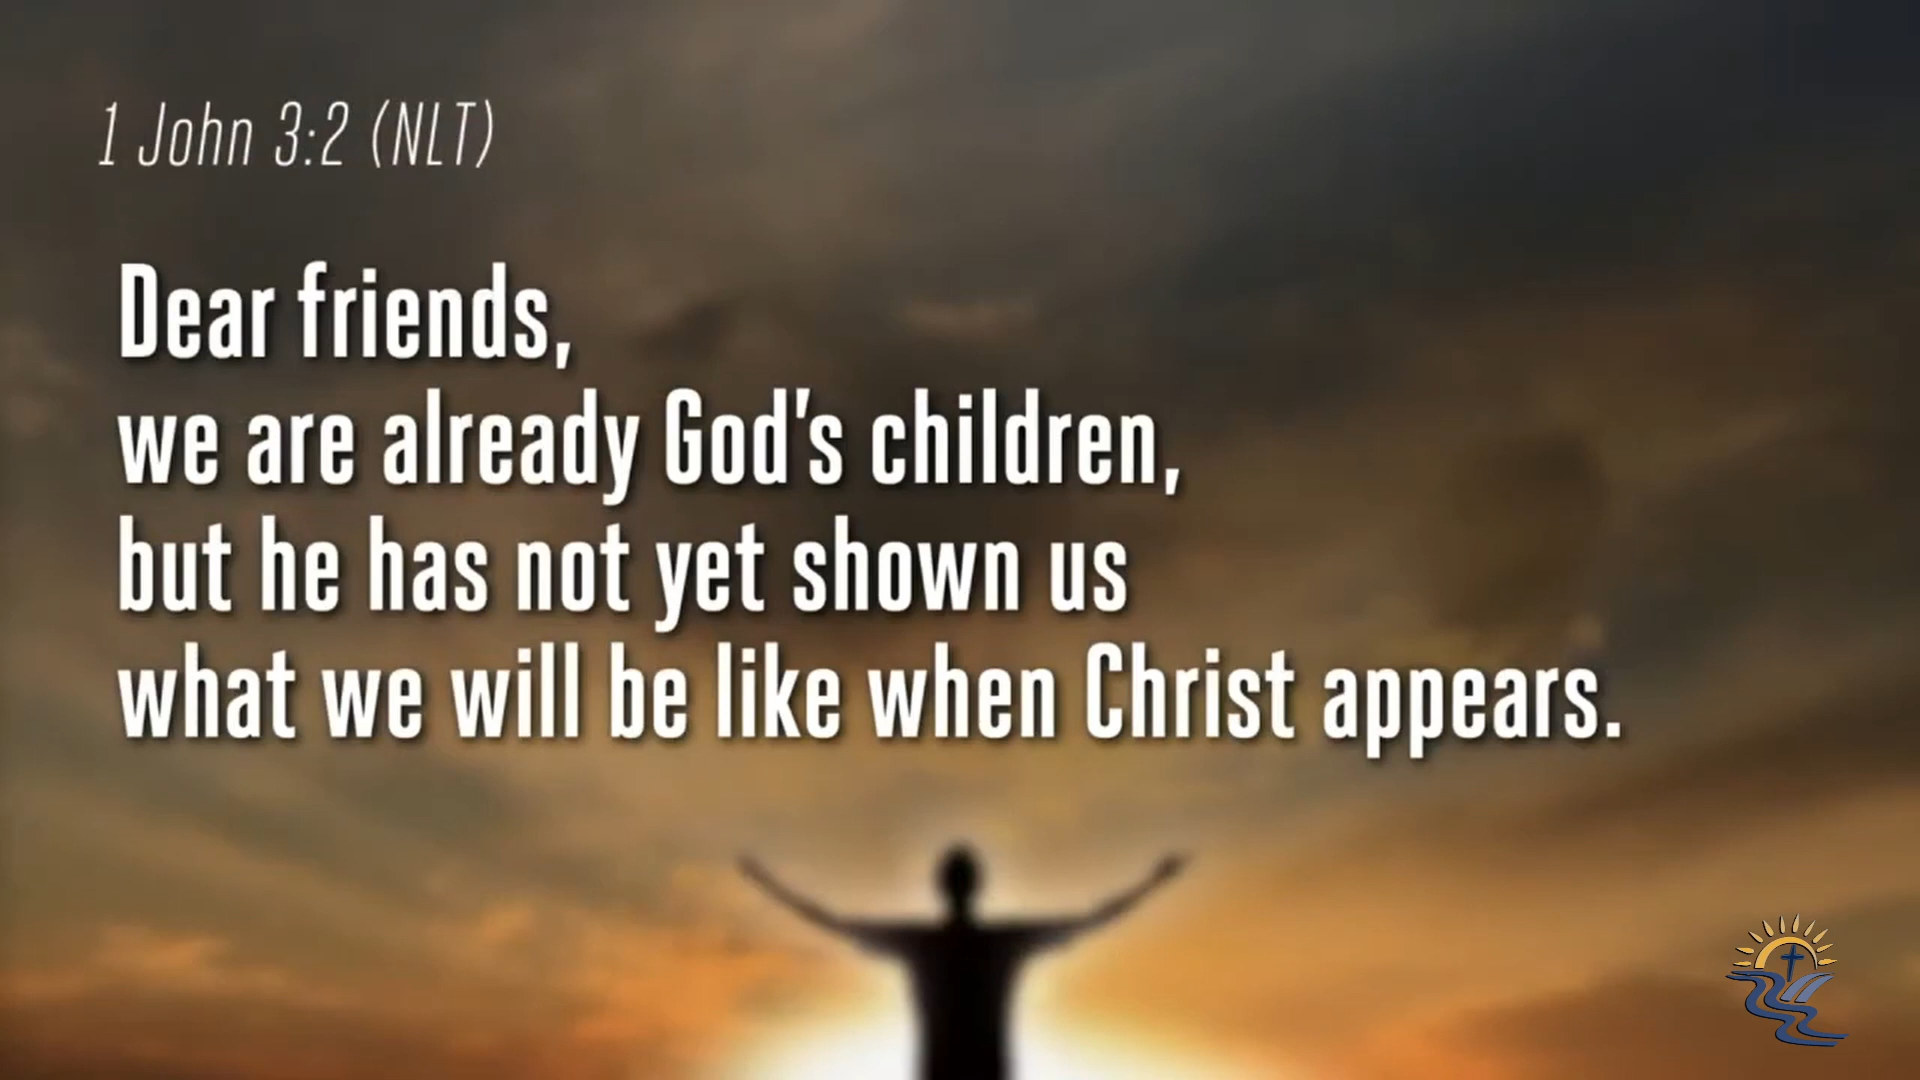 1 John 3:2 (NLT)
Dear friends,
we are already God's children,
but he has not yet shown us
what we will be like when Christ appears.